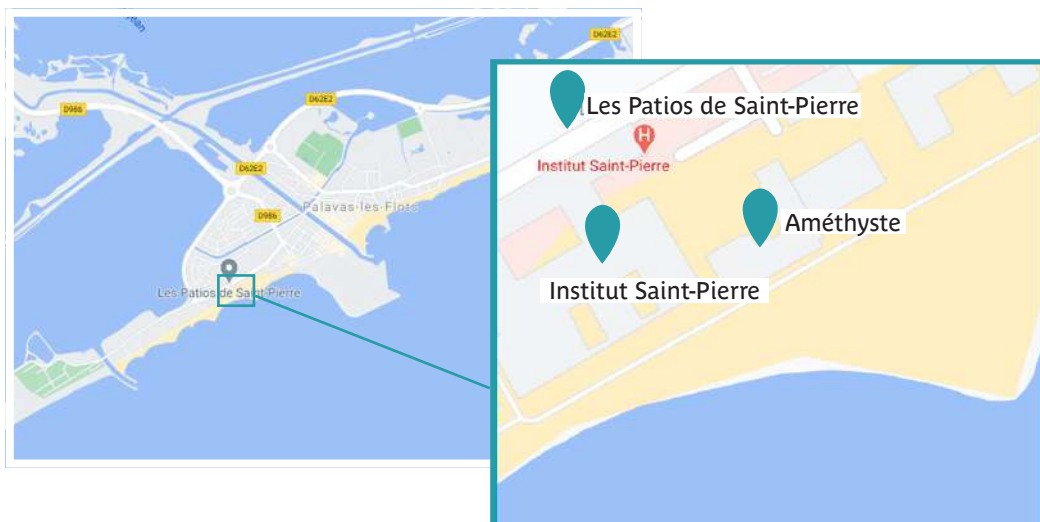 D62E2
D986
D62E2
D62E2
D986
Palavas-les-Flots
Les Patios de Saint-Pierre
Les Patios de Saint-Pierre
H
Institut Saint-Pierre
Améthyste
Institut Saint-Pierre